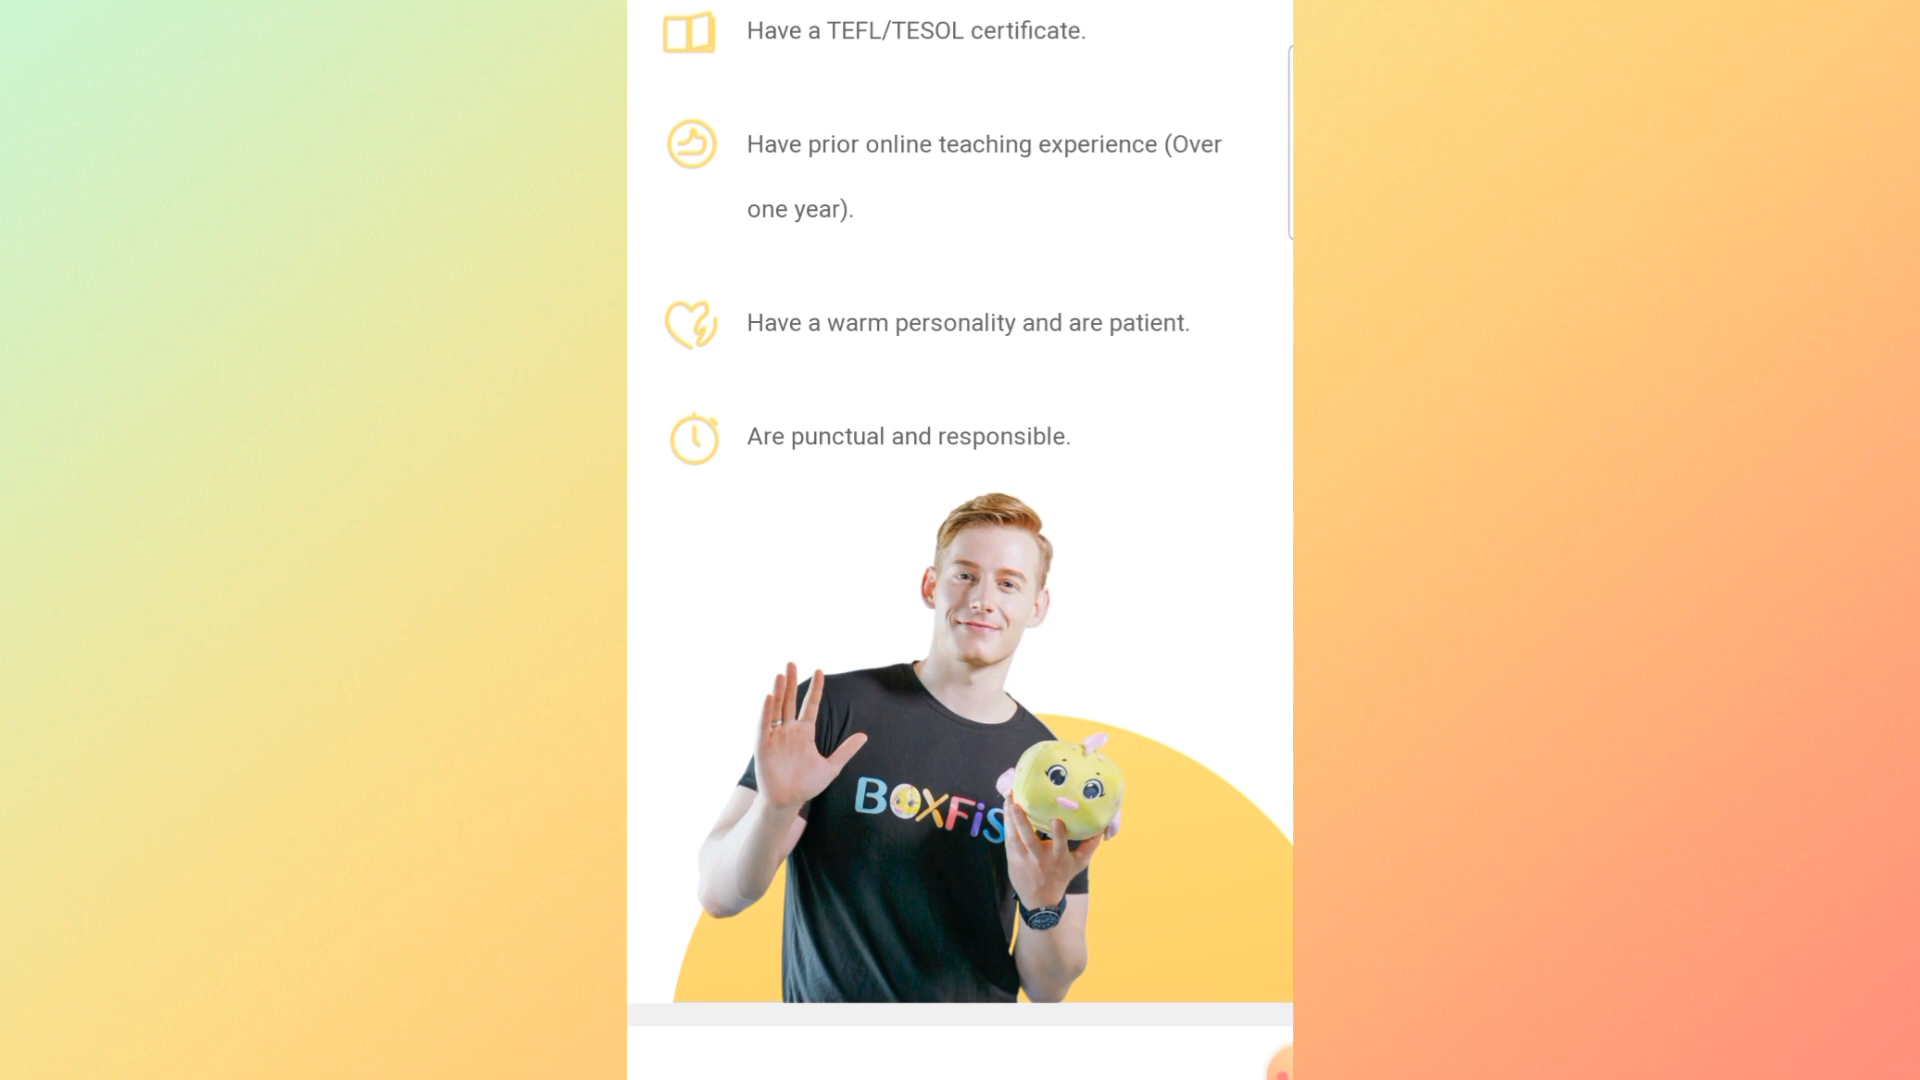 Have a TEFL/TESOL certificate.
Have prior online teaching experience (Over
one year).
Have a warm personality and are patient.
Are punctual and responsible.
BOXFiS